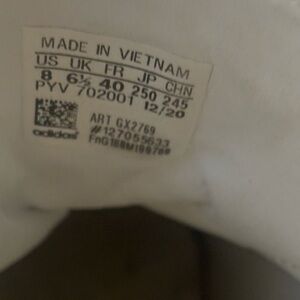 MADE IN VIETNAM
US UK FR JP CHN
8 6½ 40 250 245
PYV 702001 12/20
ART GX2769
#127055633
adidas